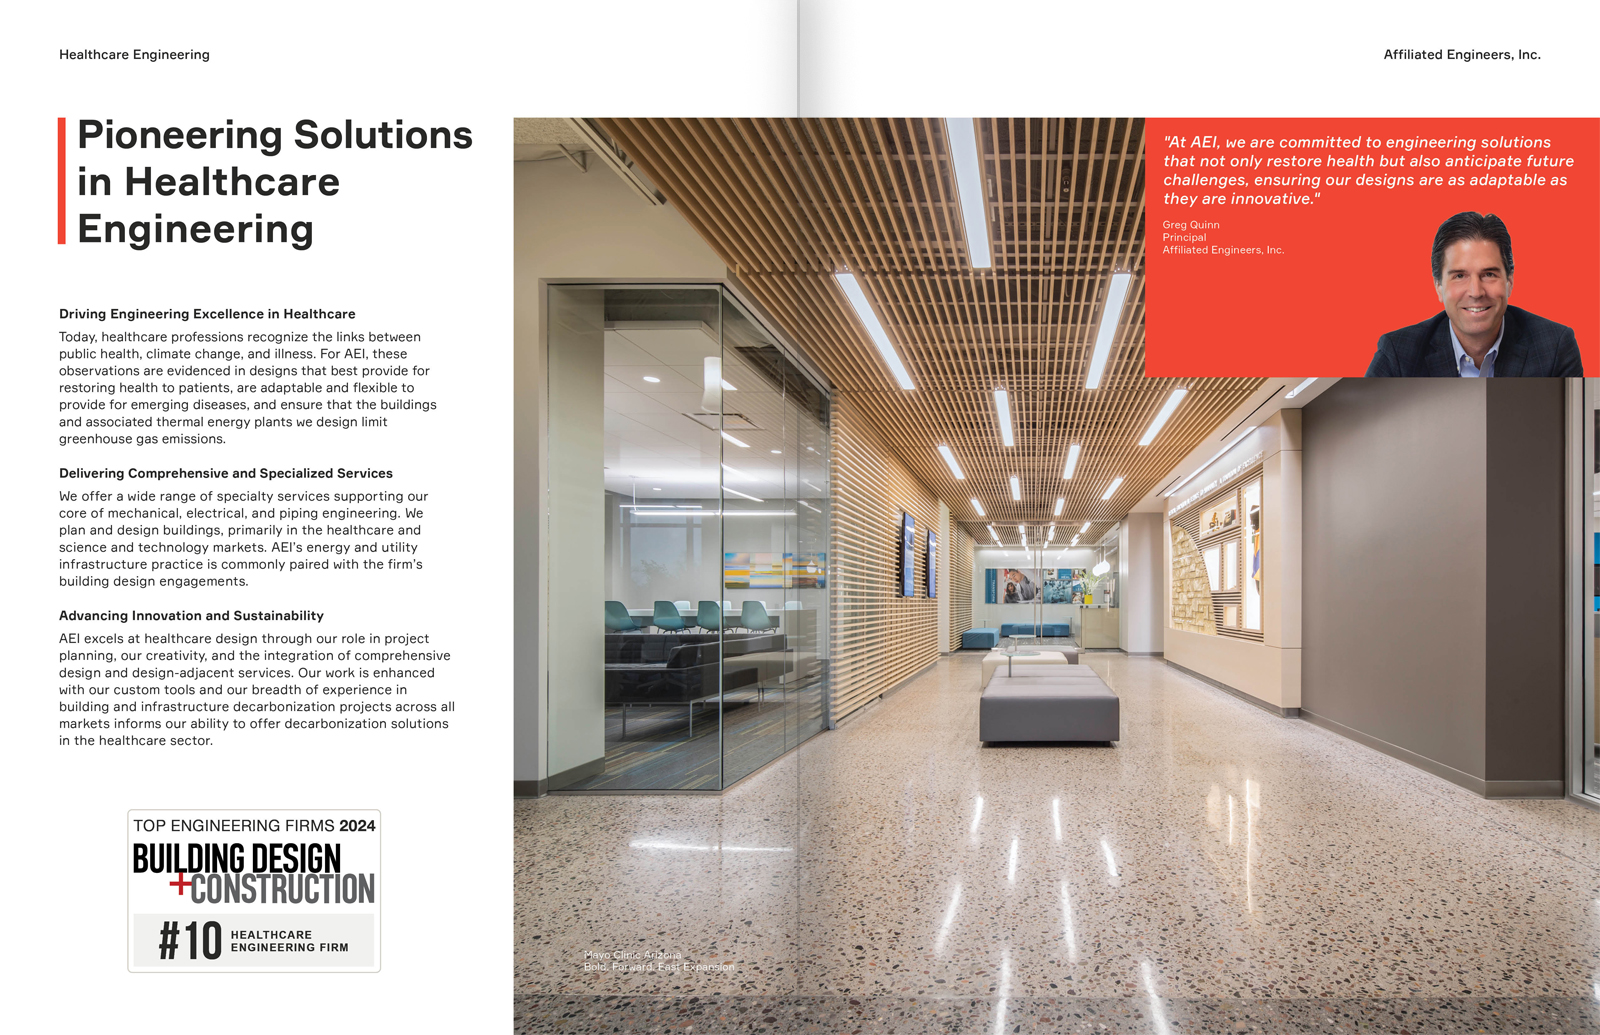 Healthcare Engineering
Affiliated Engineers, Inc.
Pioneering Solutions
in Healthcare
Engineering
Driving Engineering Excellence in Healthcare
Today, healthcare professions recognize the links between
public health, climate change, and illness. For AEI, these
observations are evidenced in designs that best provide for
restoring health to patients, are adaptable and flexible to
provide for emerging diseases, and ensure that the buildings
and associated thermal energy plants we design limit
greenhouse gas emissions.
Delivering Comprehensive and Specialized Services
We offer a wide range of specialty services supporting our
core of mechanical, electrical, and piping engineering. We
plan and design buildings, primarily in the healthcare and
science and technology markets. AEI's energy and utility
infrastructure practice is commonly paired with the firm's
building design engagements.
Advancing Innovation and Sustainability
AEI excels at healthcare design through our role in project
planning, our creativity, and the integration of comprehensive
design and design-adjacent services. Our work is enhanced
with our custom tools and our breadth of experience in
building and infrastructure decarbonization projects across all
markets informs our ability to offer decarbonization solutions
in the healthcare sector.
TOP ENGINEERING FIRMS 2024
BUILDING DESIGN
+CONSTRUCTION
#10 HEALTHCARE
ENGINEERING FIRM
"At AEI, we are committed to engineering solutions
that not only restore health but also anticipate future
challenges, ensuring our designs are as adaptable as
they are innovative."
Greg Quinn
Principal
Affiliated Engineers, Inc.
Mayo Clinic Arizona
Bold. Forward. East Expansion